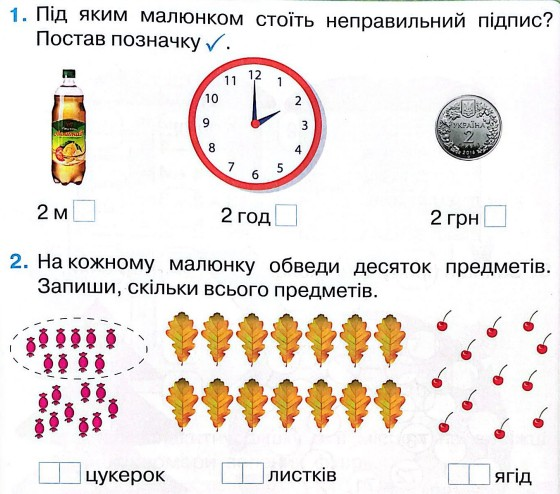 1. Під яким малюнком стоїть неправильний підпис?
Постав позначку ✓.
12
11 1
10 2
9 3
8 4
7 6 5
УКРАЇНА
2
2 м
2 год
2 грн
2. На кожному малюнку обведи десяток предметів.
Запиши, скільки всього предметів.
цукерок
листків
ягід